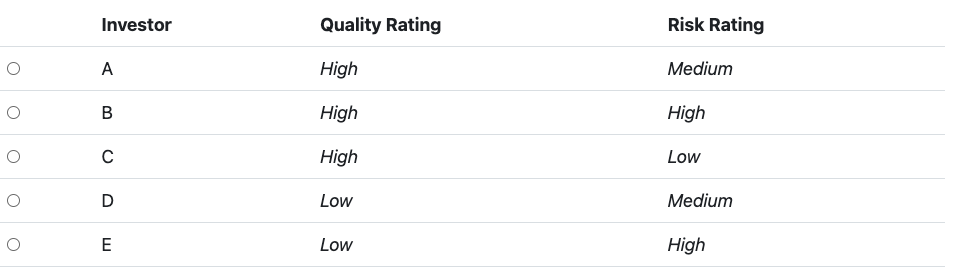 Investor Quality Rating Risk Rating
A High Medium
B High High
C High Low
D Low Medium
E Low High